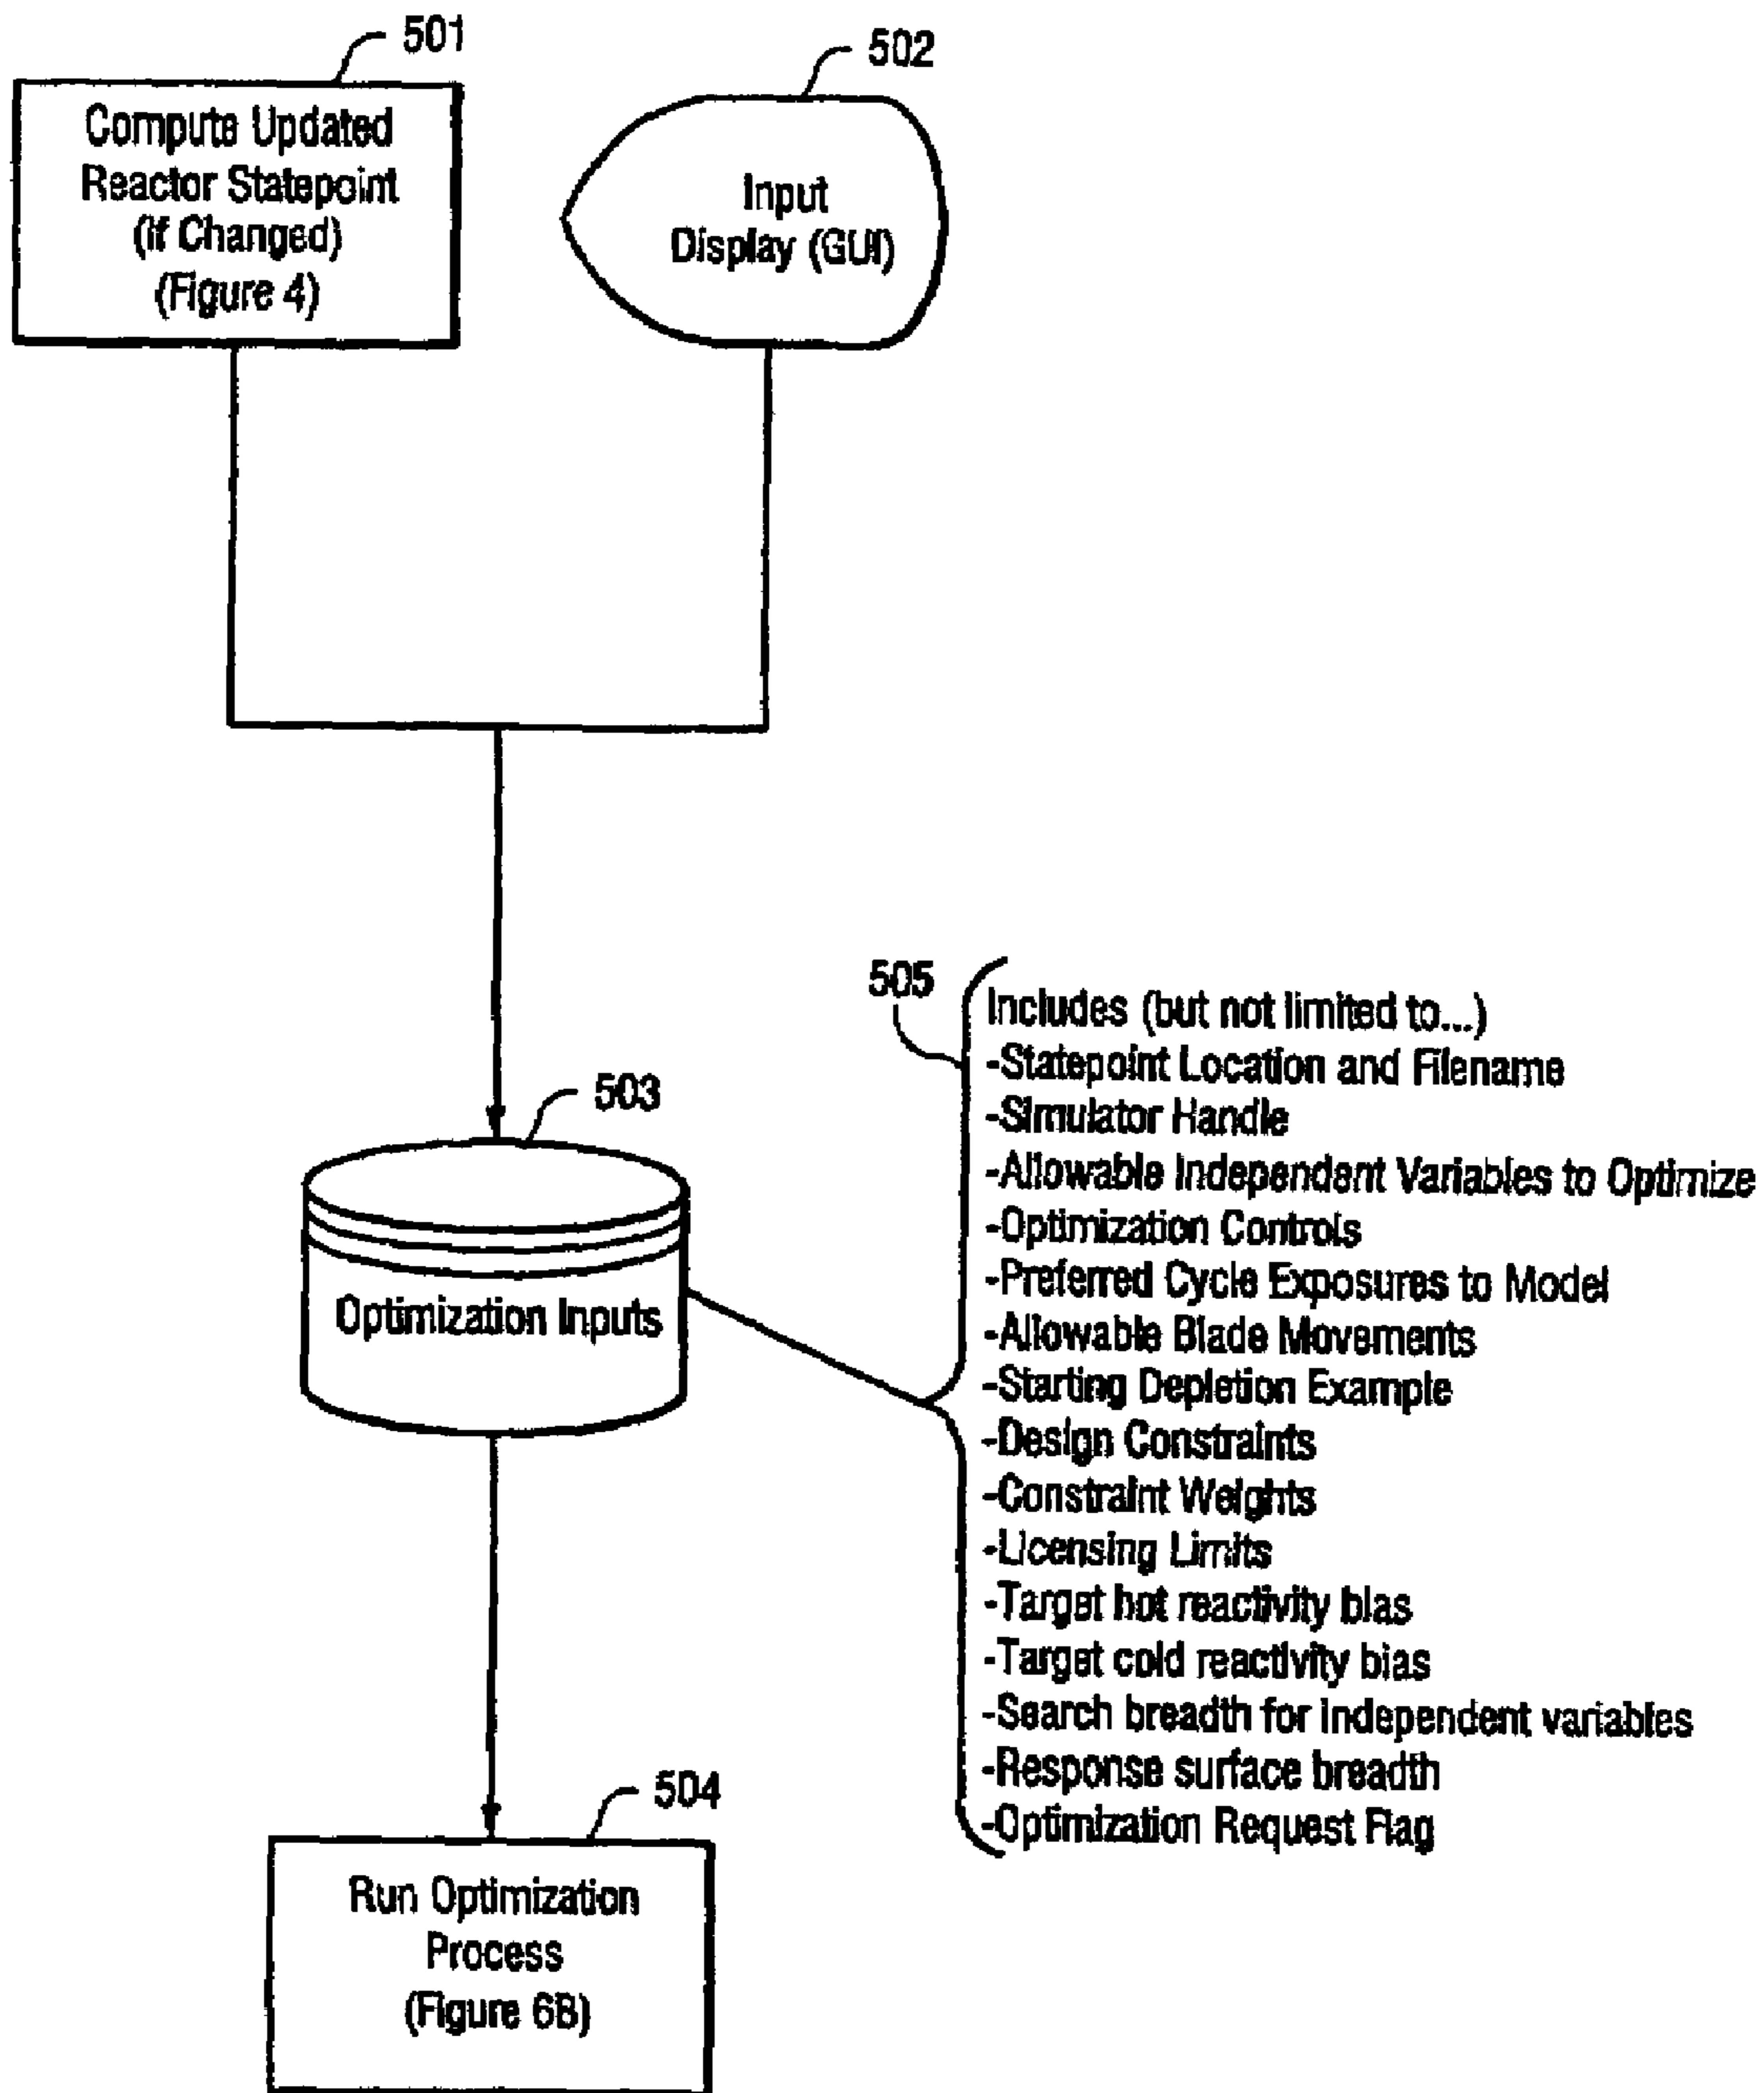 501
Compute Updated
Reactor Statepoint
(if Changed)
(Figure 4)
502
Input
Display (GUI)
503
Optimization Inputs
505
Includes (but not limited to...)
-Statepoint Location and Filename
-Simulator Handle
-Allowable Independent Variables to Optimize
-Optimization Controls
-Preferred Cycle Exposures to Model
-Allowable Blade Movements
-Starting Depletion Example
-Design Constraints
-Constraint Weights
-Licensing Limits
-Target hot reactivity bias
-Target cold reactivity bias
-Search breadth for independent variables
-Response surface breadth
-Optimization Request Flag
504
Run Optimization
Process
(Figure 6B)